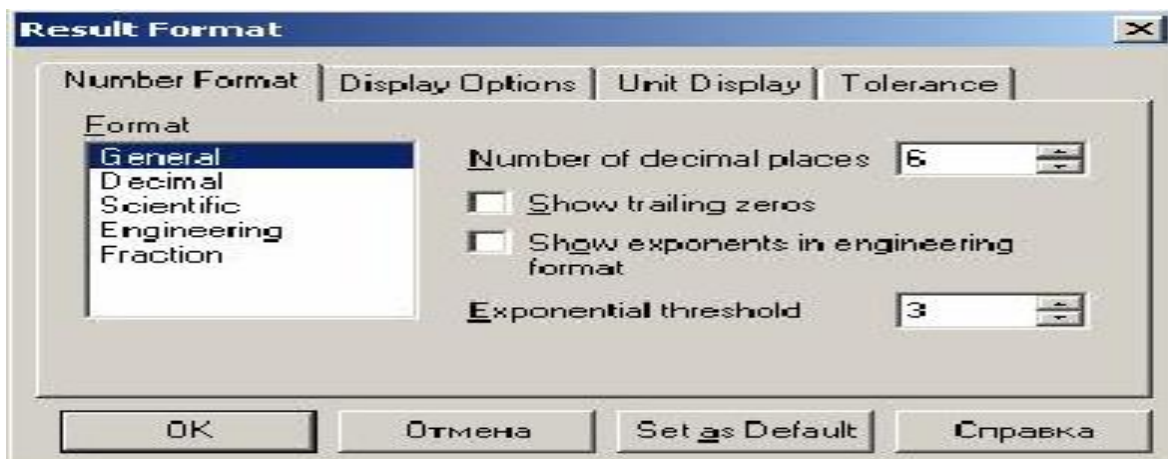 Result Format
Number Format Display Options Unit Display Tolerance
Format
General
Decimal
Scientific
Engineering
Fraction
Number of decimal places 6
Show trailing zeros
Show exponents in engineering
format
Exponential threshold 3
OK Отмена Set as Default Справка